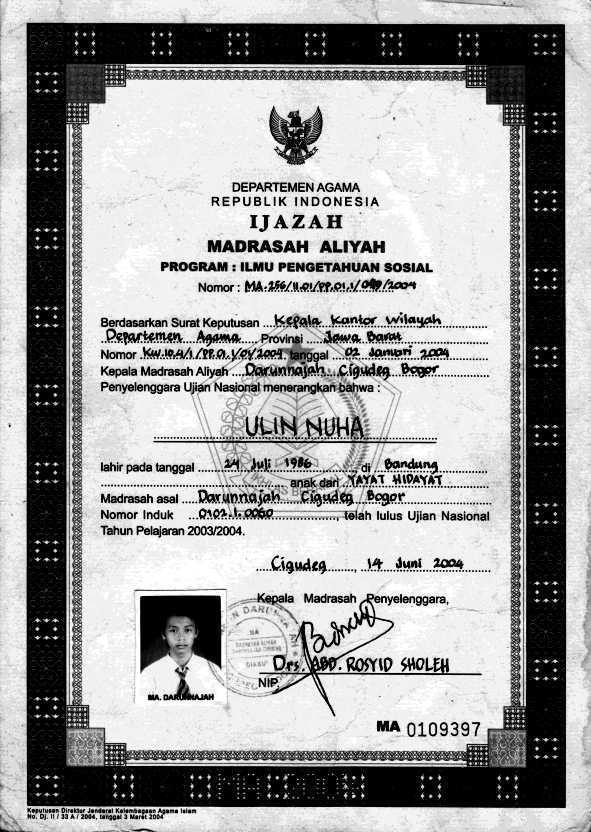 DEPARTEMEN AGAMA
REPUBLIK INDONESIA
IJAZAH
MADRASAH ALIYAH
PROGRAM : ILMU PENGETAHUAN SOSIAL
Nomor : MA.256/11.01/PP.01.1/049/2004
Berdasarkan Surat Keputusan Kepala Kantor Wilayah
Departemen Agama Provinsi Jawa Barat
Nomor KW.10.4/1/PP.01.1/04/2004 tanggal 02 Januari 2004
Kepala Madrasah Aliyah Darunnajah Cigudeg Bogor
Penyelenggara Ujian Nasional menerangkan bahwa :
ULIN NUHA
lahir pada tanggal 24 Juli 1986 di Bandung
anak dari YAYAT HIDAYAT
Madrasah asal Darunnajah Cigudeg Bogor
Nomor Induk 0102.1.0060, telah lulus Ujian Nasional
Tahun Pelajaran 2003/2004.
Cigudeg, 14 Juni 2004
Kepala Madrasah Penyelenggara,
Drs. ABD. ROSYID SHOLEH
NIP.
MA. DARUNNAJAH
MA 0109397
Keputusan Direktur Jenderal Kelembagaan Agama Islam
No. Dj. II / 33 A / 2004, tanggal 3 Maret 2004